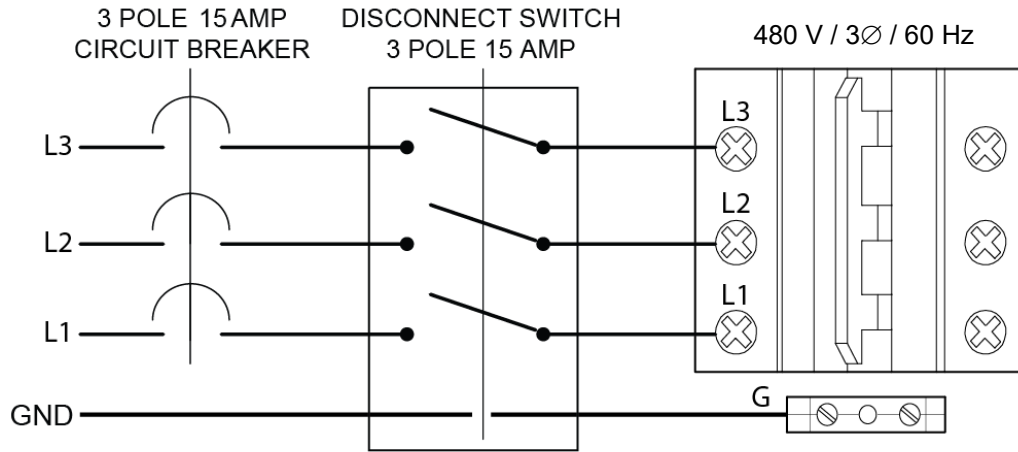 3 POLE 15 AMP
CIRCUIT BREAKER
DISCONNECT SWITCH
3 POLE 15 AMP
480 V / 3∅ / 60 Hz
L3
L3
L2
L2
L1
L1
GND
G